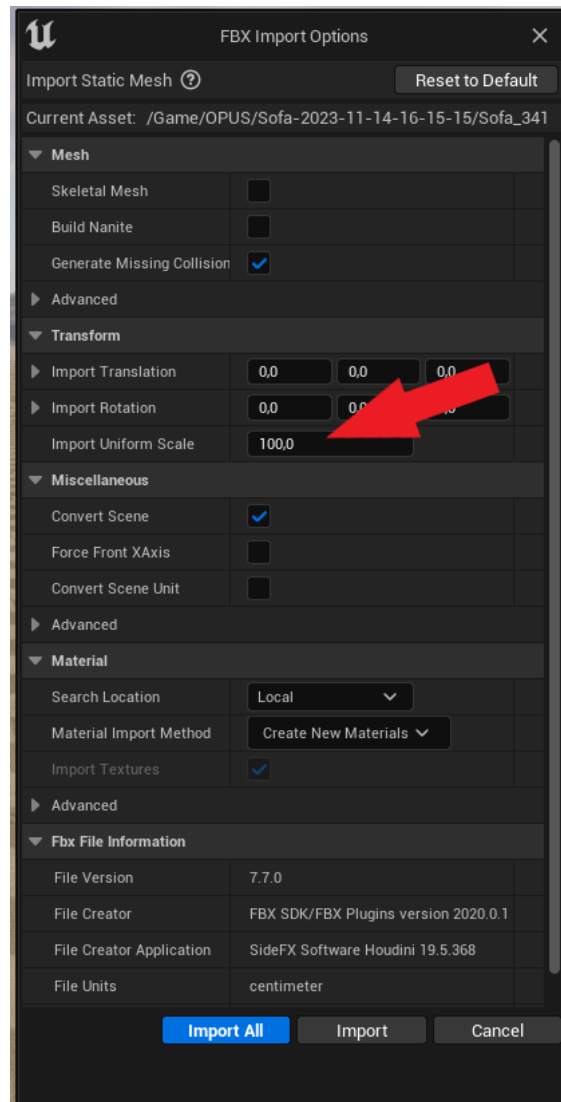 FBX Import Options
Import Static Mesh ? Reset to Default
Current Asset: /Game/OPUS/Sofa-2023-11-14-16-15-15/Sofa_341
Mesh
Skeletal Mesh
Build Nanite
Generate Missing Collision
Advanced
Transform
Import Translation 0,0 0,0 0,0
Import Rotation 0,0
Import Uniform Scale 100,0
Miscellaneous
Convert Scene
Force Front XAxis
Convert Scene Unit
Advanced
Material
Search Location Local
Material Import Method Create New Materials
Import Textures
Advanced
Fbx File Information
File Version 7.7.0
File Creator FBX SDK/FBX Plugins version 2020.0.1
File Creator Application SideFX Software Houdini 19.5.368
File Units centimeter
Import All Import Cancel